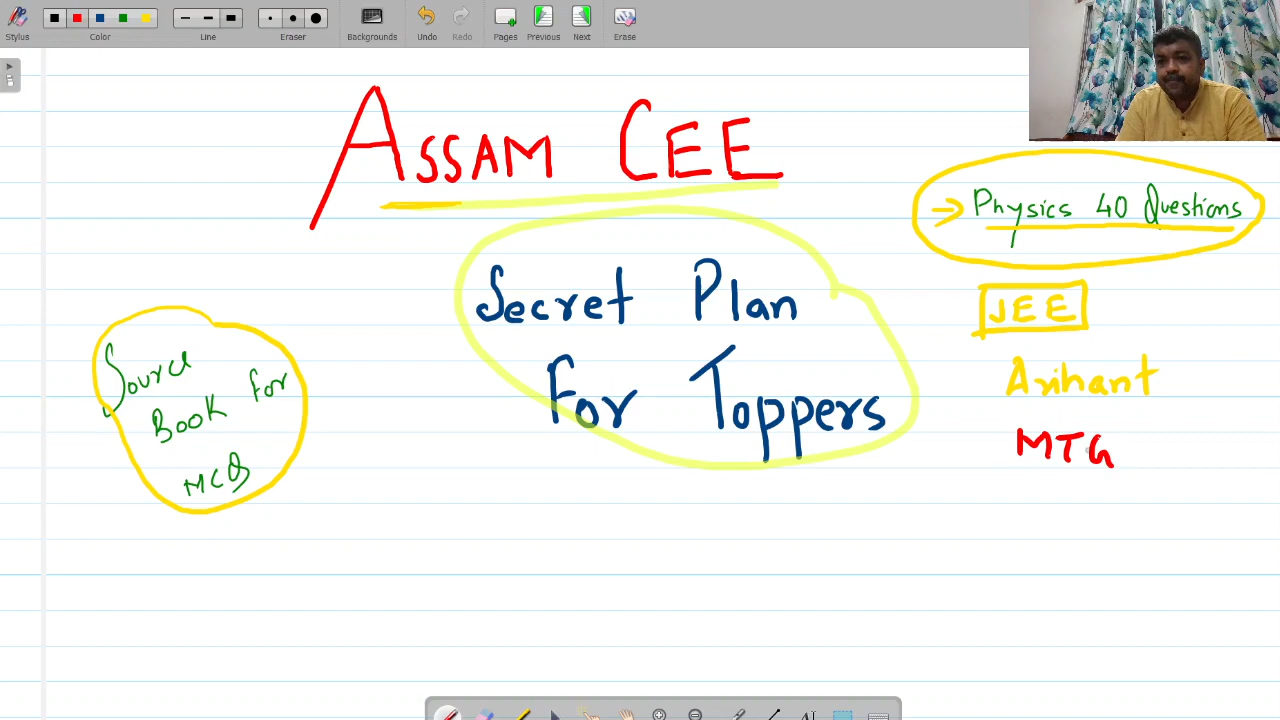 Stylus
Color
Line
Eraser
Backgrounds
Undo
Redo
Pages
Previous
Next
Erase
ASSAM CEE
→ Physics 40 Questions
Secret Plan
For Toppers
JEE
Arihant
MTG
Source
Book for
MCQ